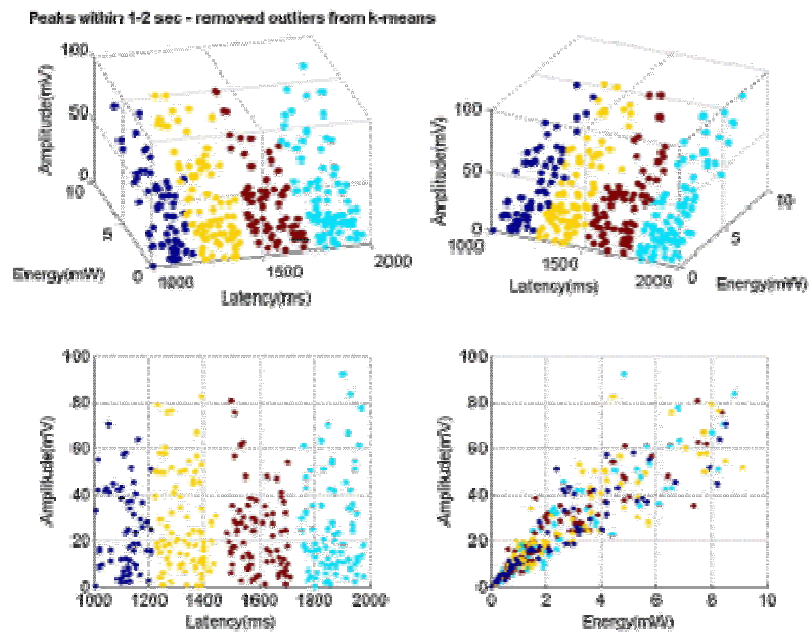 Peaks within 1-2 sec - removed outliers from k-means
100
50
0
Amplitude(mV)
10
5
0
Energy(mW)
1000
1500
2000
Latency(ms)
100
50
0
Amplitude(mV)
1000
1500
2000
Latency(ms)
10
5
0
Energy(mW)
100
80
60
40
20
0
Amplitude(mV)
1000 1200 1400 1600 1800 2000
Latency(ms)
100
80
60
40
20
0
Amplitude(mV)
0 2 4 6 8 10
Energy(mW)